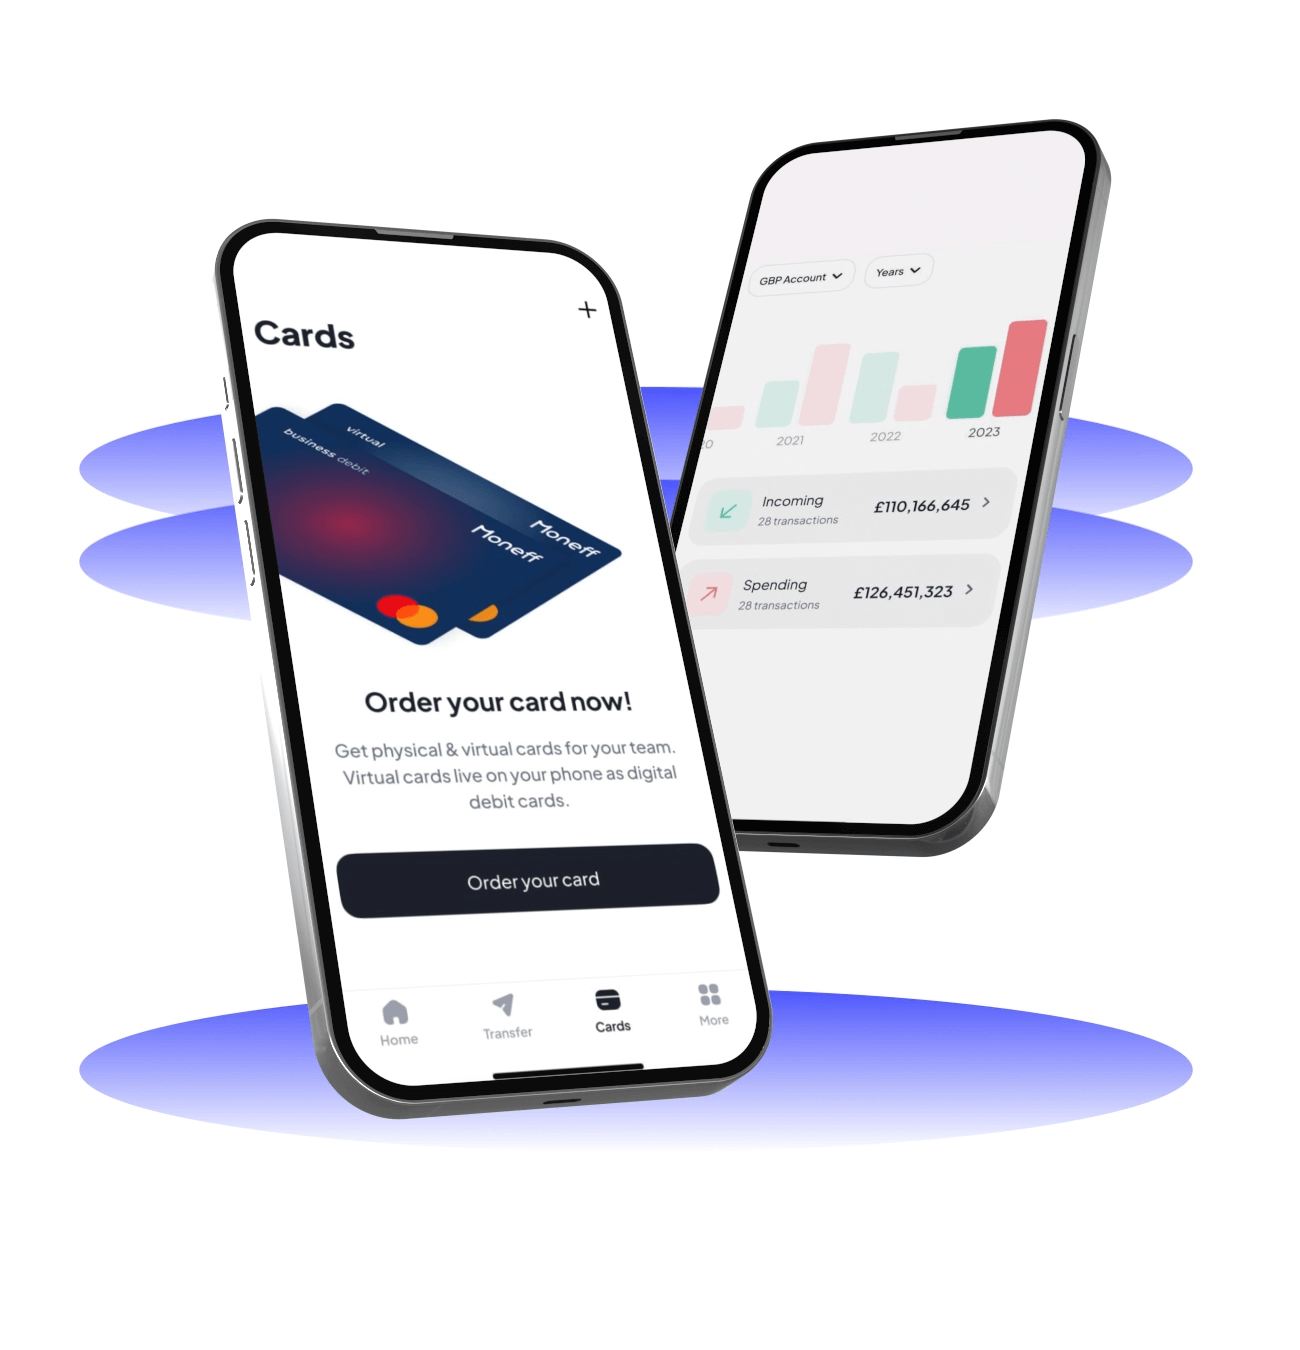 Cards
virtual
business debit
Moneff
Moneff
Order your card now!
Get physical & virtual cards for your team.
Virtual cards live on your phone as digital
debit cards.
Order your card
Home
Transfer
Cards
More
GBP Account
Years
20
2021
2022
2023
Incoming
28 transactions
£110,166,645
Spending
28 transactions
£126,451,323